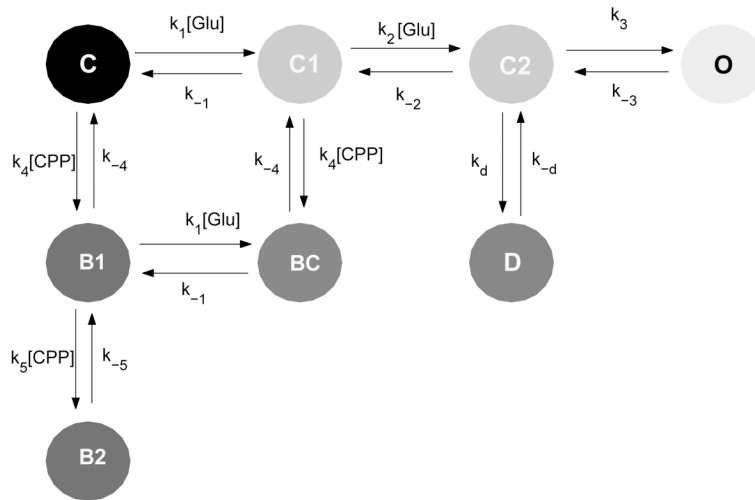 k1[Glu]
k2[Glu]
k3
C
C1
C2
O
k−1
k−2
k−3
k4[CPP]
k−4
k−4
k4[CPP]
kd
k−d
k1[Glu]
B1
BC
D
k−1
k5[CPP]
k−5
B2